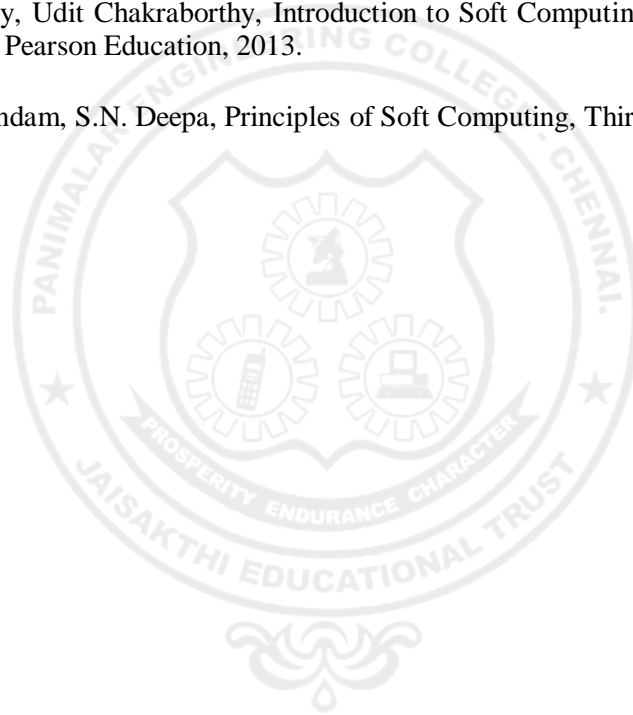 y, Udit Chakraborthy, Introduction to Soft Computin
Pearson Education, 2013.
ndam, S.N. Deepa, Principles of Soft Computing, Thir
PANIMALAR ENGINEERING COLLEGE - CHENNAI.
PROSPERITY ENDURANCE CHARACTER
JAISAKTHI EDUCATIONAL TRUST